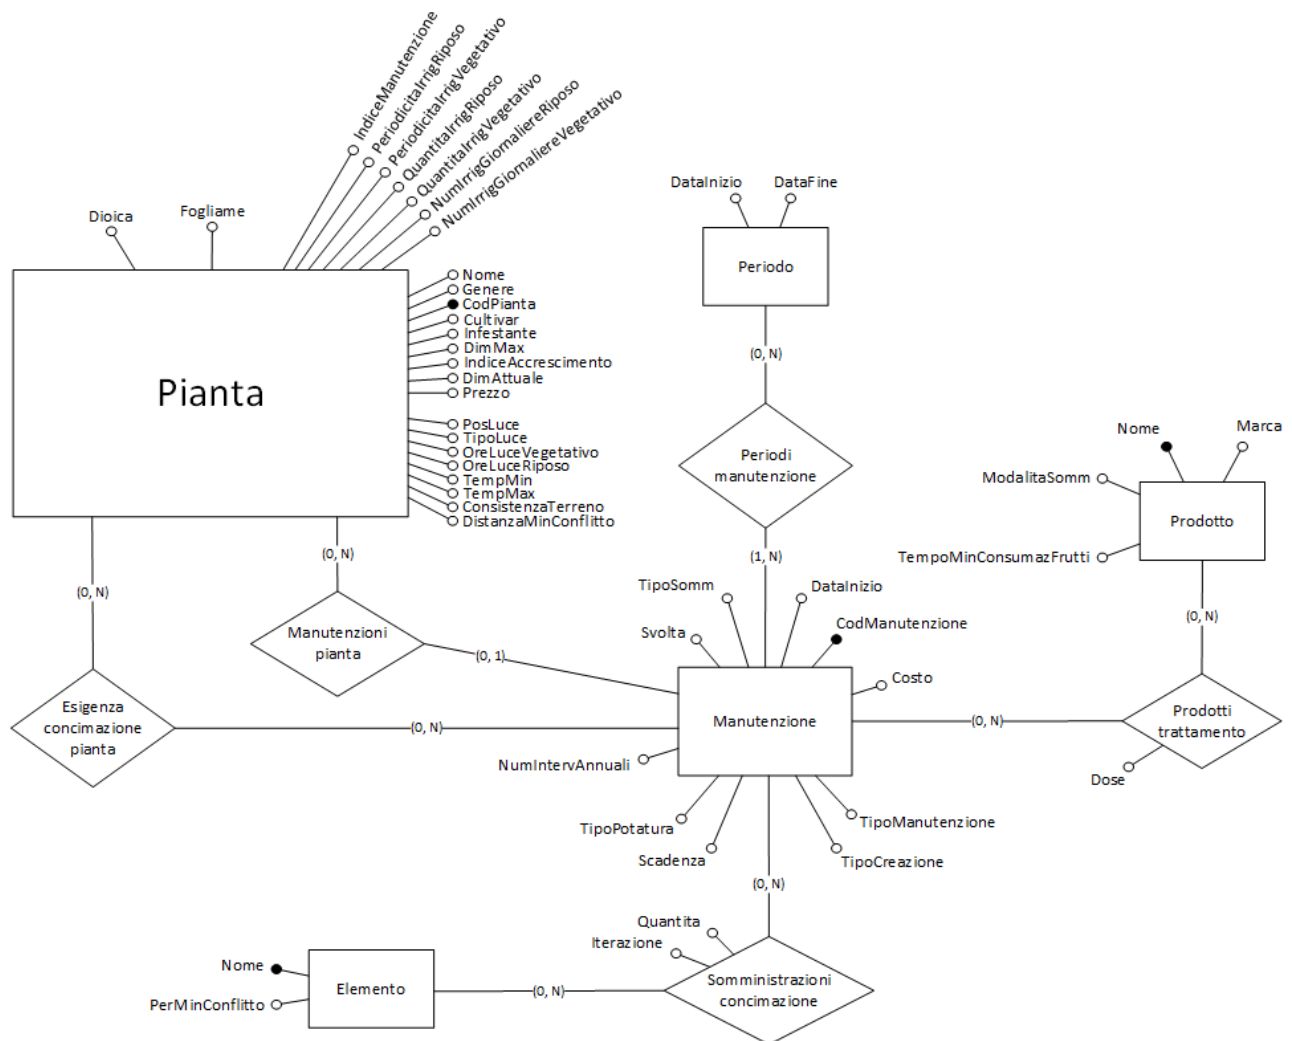 IndiceManutenzione
PeriodicitaIrrigRiposo
PeriodicitaIrrigVegetativo
QuantitaIrrigRiposo
QuantitaIrrigVegetativo
NumIrrigGiornaliereRiposo
NumIrrigGiornaliereVegetativo
Dioica
Fogliame
Pianta
Nome
Genere
CodPianta
Cultivar
Infestante
DimMax
IndiceAccrescimento
DimAttuale
Prezzo
PosLuce
TipoLuce
OreLuceVegetativo
OreLuceRiposo
TempMin
TempMax
ConsistenzaTerreno
DistanzaMinConflitto
DataInizio
DataFine
Periodo
(0, N)
Periodi
manutenzione
(1, N)
Nome
Marca
ModalitaSomm
Prodotto
TempoMinConsumazFrutti
(0, N)
Prodotti
trattamento
Dose
(0, N)
(0, N)
(0, N)
Manutenzioni
pianta
(0, 1)
Esigenza
concimazione
pianta
(0, N)
TipoSomm
DataInizio
Svolta
CodManutenzione
Costo
Manutenzione
NumIntervAnnuali
TipoPotatura
Scadenza
TipoManutenzione
TipoCreazione
(0, N)
Quantita
Iterazione
Somministrazioni
concimazione
(0, N)
Nome
PerMinConflitto
Elemento